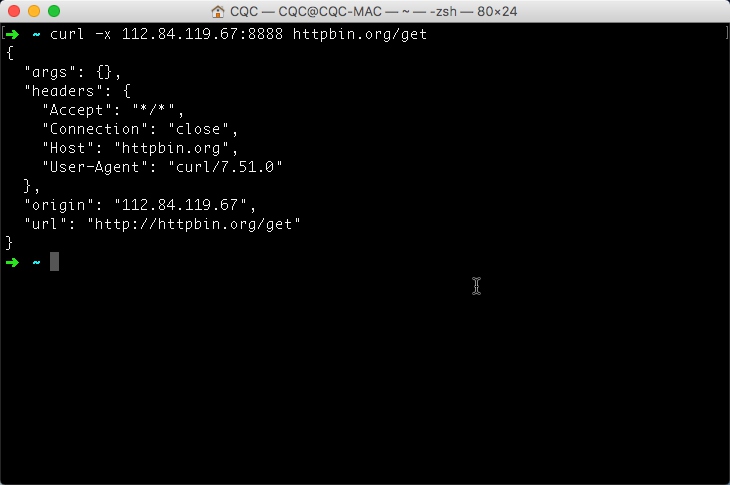 CQC — CQC@CQC-MAC — ~ — -zsh — 80×24
[➜ ~ curl -x 112.84.119.67:8888 httpbin.org/get ]
{
  "args": {},
  "headers": {
    "Accept": "*/*",
    "Connection": "close",
    "Host": "httpbin.org",
    "User-Agent": "curl/7.51.0"
  },
  "origin": "112.84.119.67",
  "url": "http://httpbin.org/get"
}
➜ ~